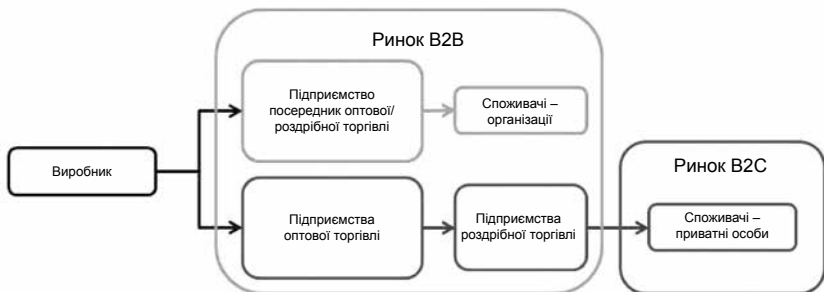 Ринок B2B
Підприємство
посередник оптової/
роздрібної торгівлі
Споживачі –
організації
Виробник
Підприємства
оптової торгівлі
Підприємства
роздрібної торгівлі
Ринок B2C
Споживачі –
приватні особи